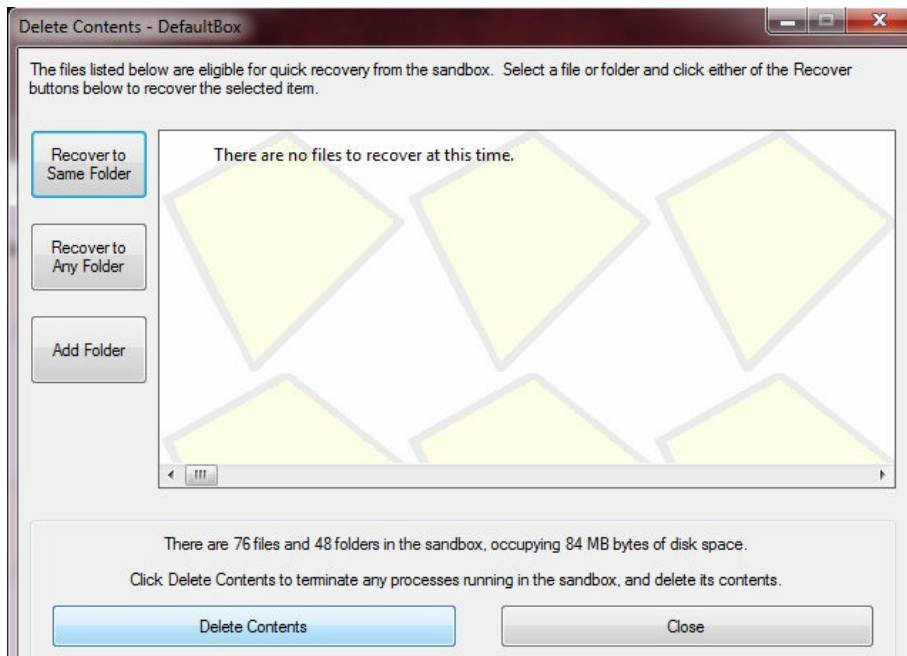 Delete Contents - DefaultBox
The files listed below are eligible for quick recovery from the sandbox. Select a file or folder and click either of the Recover
buttons below to recover the selected item.
Recover to
Same Folder
There are no files to recover at this time.
Recover to
Any Folder
Add Folder
There are 76 files and 48 folders in the sandbox, occupying 84 MB bytes of disk space.
Click Delete Contents to terminate any processes running in the sandbox, and delete its contents.
Delete Contents
Close